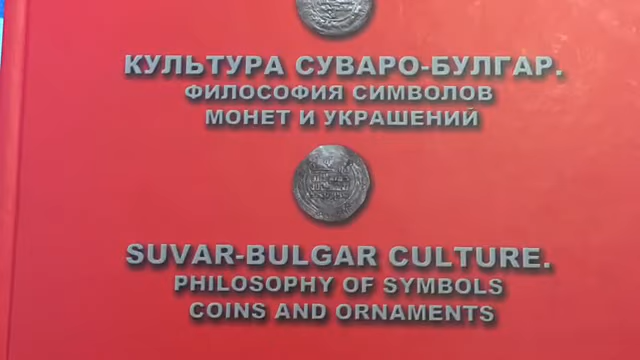 КУЛЬТУРА СУВАРО-БУЛГАР.
ФИЛОСОФИЯ СИМВОЛОВ
МОНЕТ И УКРАШЕНИЙ
SUVAR-BULGAR CULTURE.
PHILOSOPHY OF SYMBOLS
COINS AND ORNAMENTS